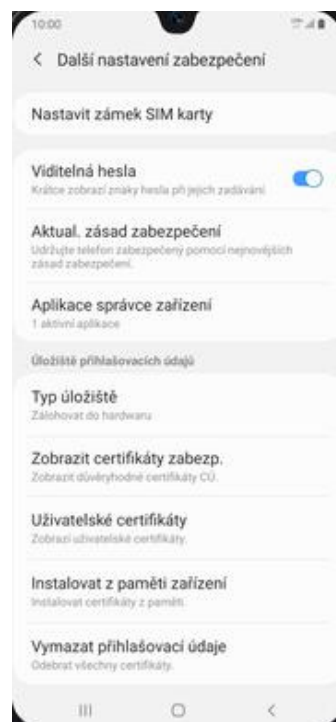 10:00
Další nastavení zabezpečení
Nastavit zámek SIM karty
Viditelná hesla
Krátce zobrazí znaky hesla při jejich zadávání.
Aktual. zásad zabezpečení
Udržujte telefon zabezpečený pomocí nejnovějších
zásad zabezpečení.
Aplikace správce zařízení
1 aktivní aplikace
Úložiště přihlašovacích údajů
Typ úložiště
Zálohovat do hardwaru
Zobrazit certifikáty zabezp.
Zobrazit důvěryhodné certifikáty CÚ.
Uživatelské certifikáty
Zobrazí uživatelské certifikáty.
Instalovat z paměti zařízení
Instalovat certifikáty z paměti.
Vymazat přihlašovací údaje
Odebrat všechny certifikáty.